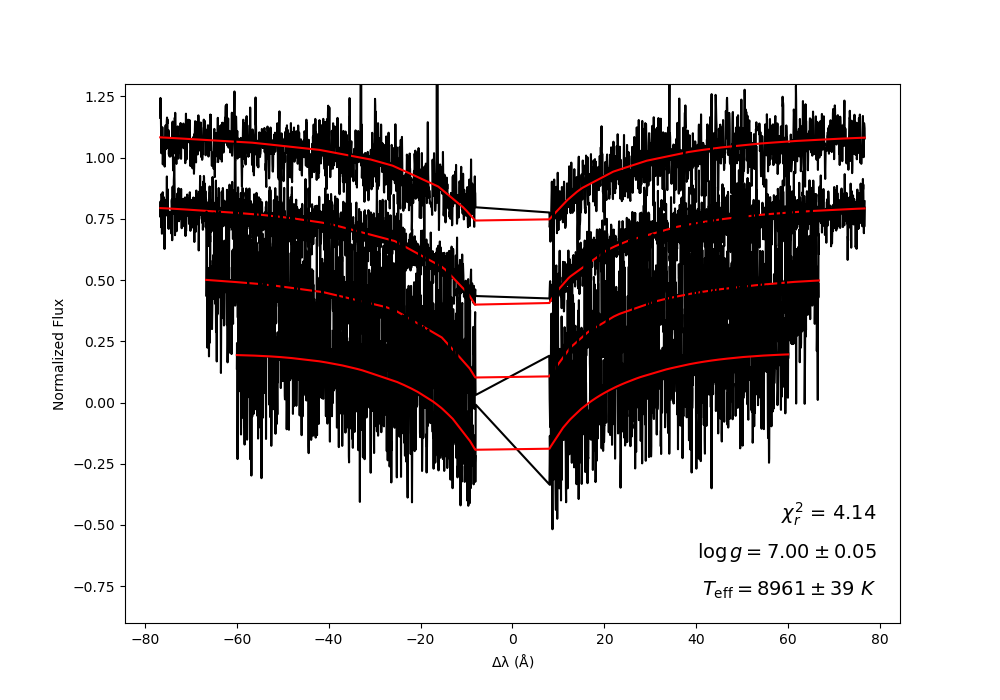 1.25
1.00
0.75
0.50
0.25
0.00
−0.25
−0.50
−0.75
Normalized Flux
χ²ᵣ = 4.14
log g = 7.00 ± 0.05
T_eff = 8961 ± 39 K
−80 −60 −40 −20 0 20 40 60 80
Δλ (Å)